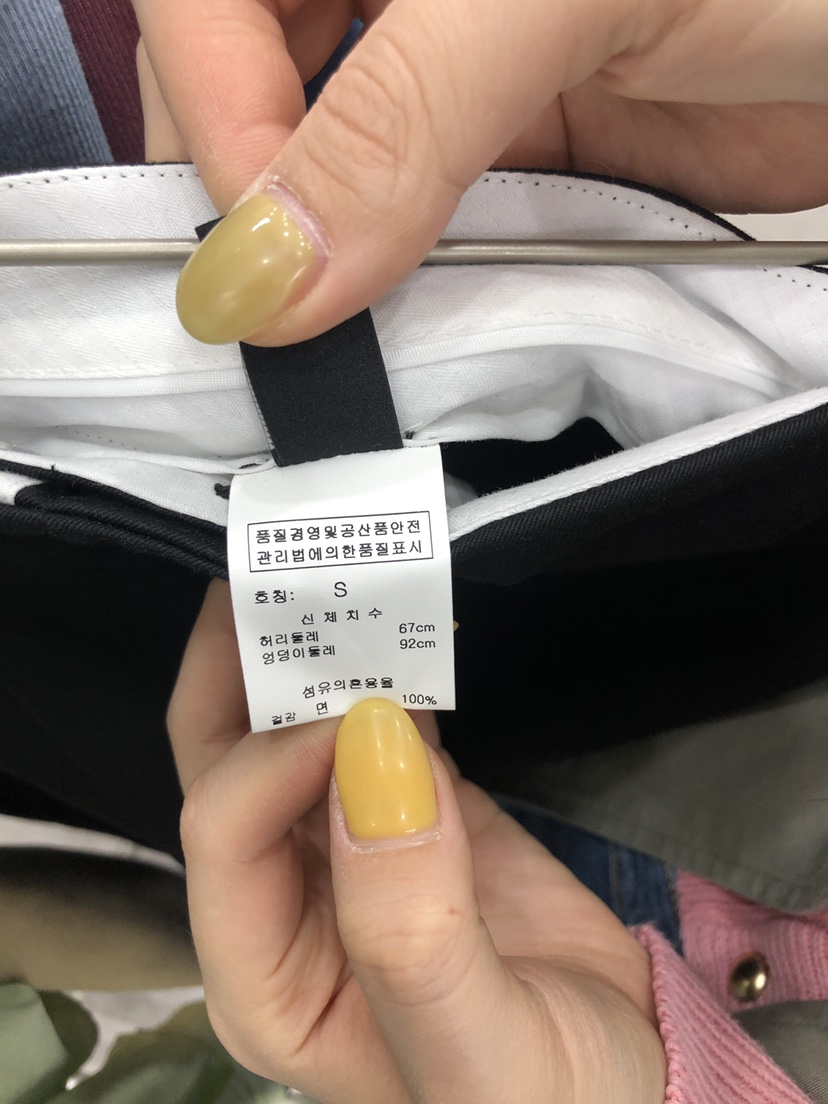 품질경영및공산품안전
관리법에의한품질표시
호칭: S
신 체 치 수
허리둘레 67cm
엉덩이둘레 92cm
섬유의혼용율
겉감 면 100%